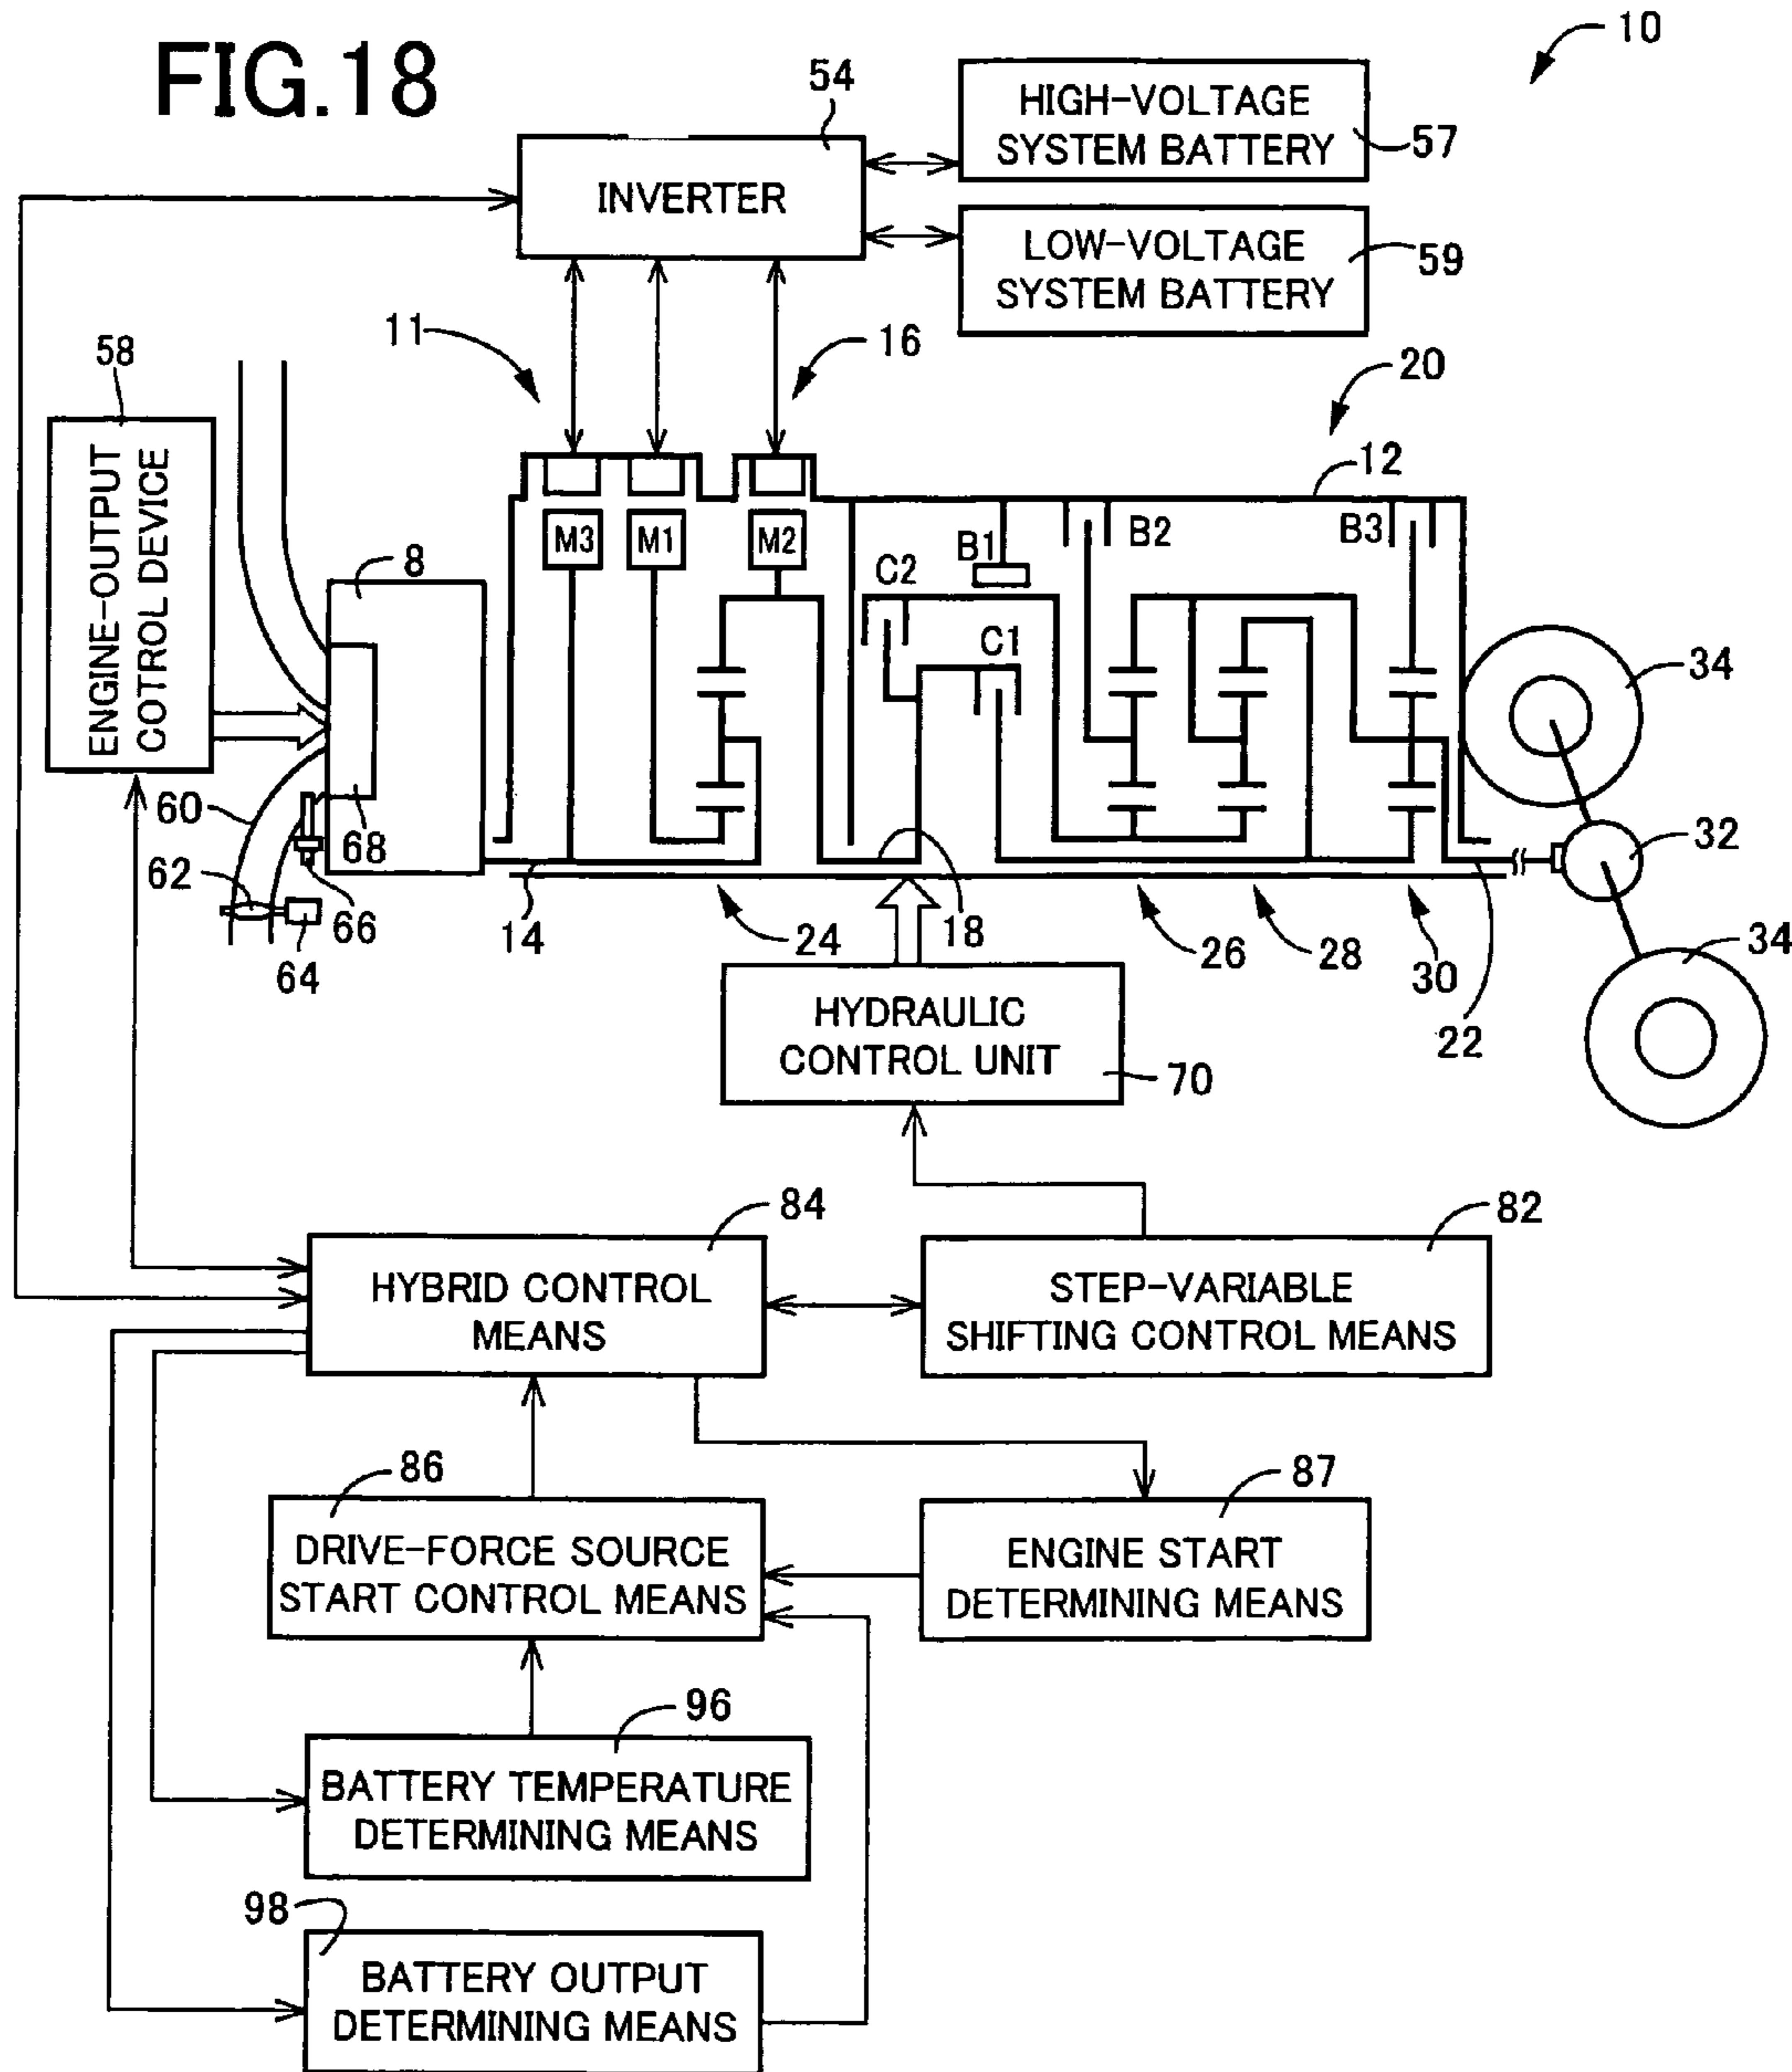 FIG.18
10
54
HIGH-VOLTAGE
SYSTEM BATTERY
57
INVERTER
LOW-VOLTAGE
SYSTEM BATTERY
59
11
16
20
58
ENGINE-OUTPUT
COTROL DEVICE
12
M3
M1
M2
B1
B2
B3
8
C2
C1
34
60
68
62
66
64
14
24
18
26
28
30
32
22
34
HYDRAULIC
CONTROL UNIT
70
84
82
HYBRID CONTROL
MEANS
STEP-VARIABLE
SHIFTING CONTROL MEANS
86
87
DRIVE-FORCE SOURCE
START CONTROL MEANS
ENGINE START
DETERMINING MEANS
96
BATTERY TEMPERATURE
DETERMINING MEANS
98
BATTERY OUTPUT
DETERMINING MEANS